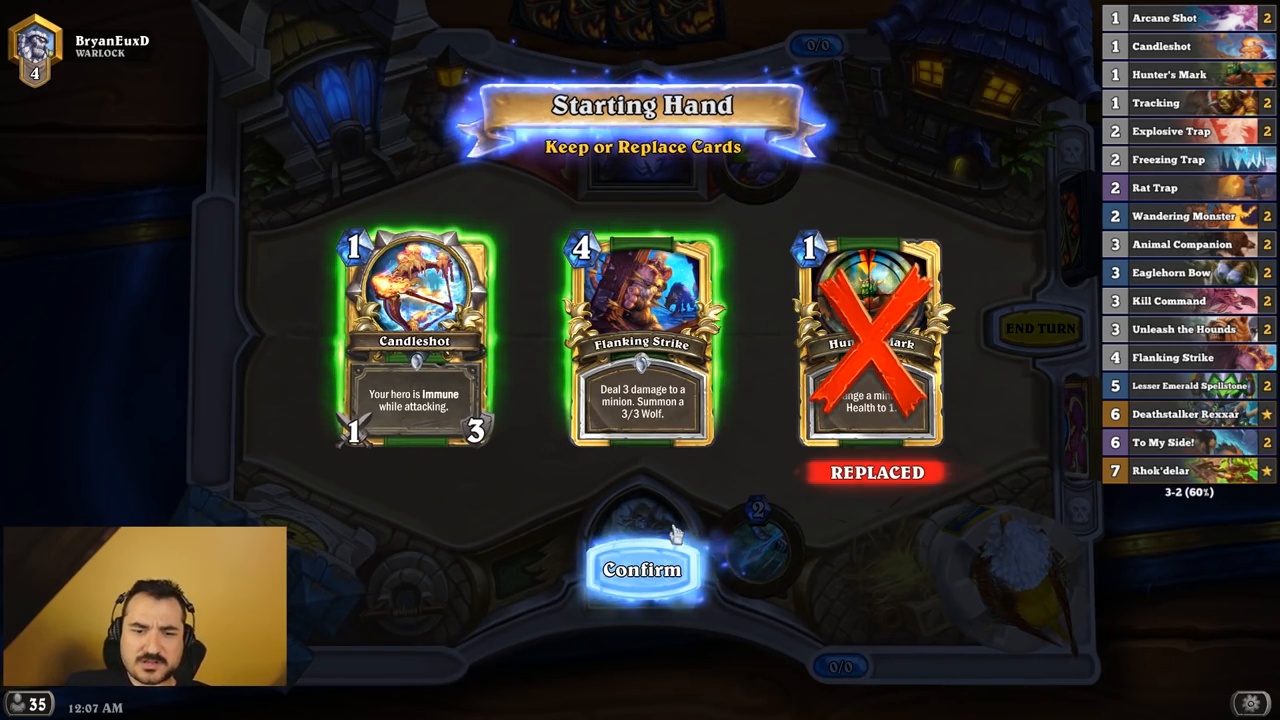 BryanEuxD
WARLOCK
4
0/0
Starting Hand
Keep or Replace Cards
1
Candleshot
Your hero is Immune
while attacking.
1
3
4
Flanking Strike
Deal 3 damage to a
minion. Summon a
3/3 Wolf.
1
Health to 1.
REPLACED
END TURN
2
Confirm
0/0
1 Arcane Shot 2
1 Candleshot
1 Hunter's Mark
1 Tracking 2
2 Explosive Trap 2
2 Freezing Trap
2 Rat Trap
2 Wandering Monster 2
3 Animal Companion 2
3 Eaglehorn Bow 2
3 Kill Command 2
3 Unleash the Hounds 2
4 Flanking Strike
5 Lesser Emerald Spellstone 2
6 Deathstalker Rexxar
6 To My Side! 2
7 Rhok'delar
3-2 (60%)
35
12:07 AM